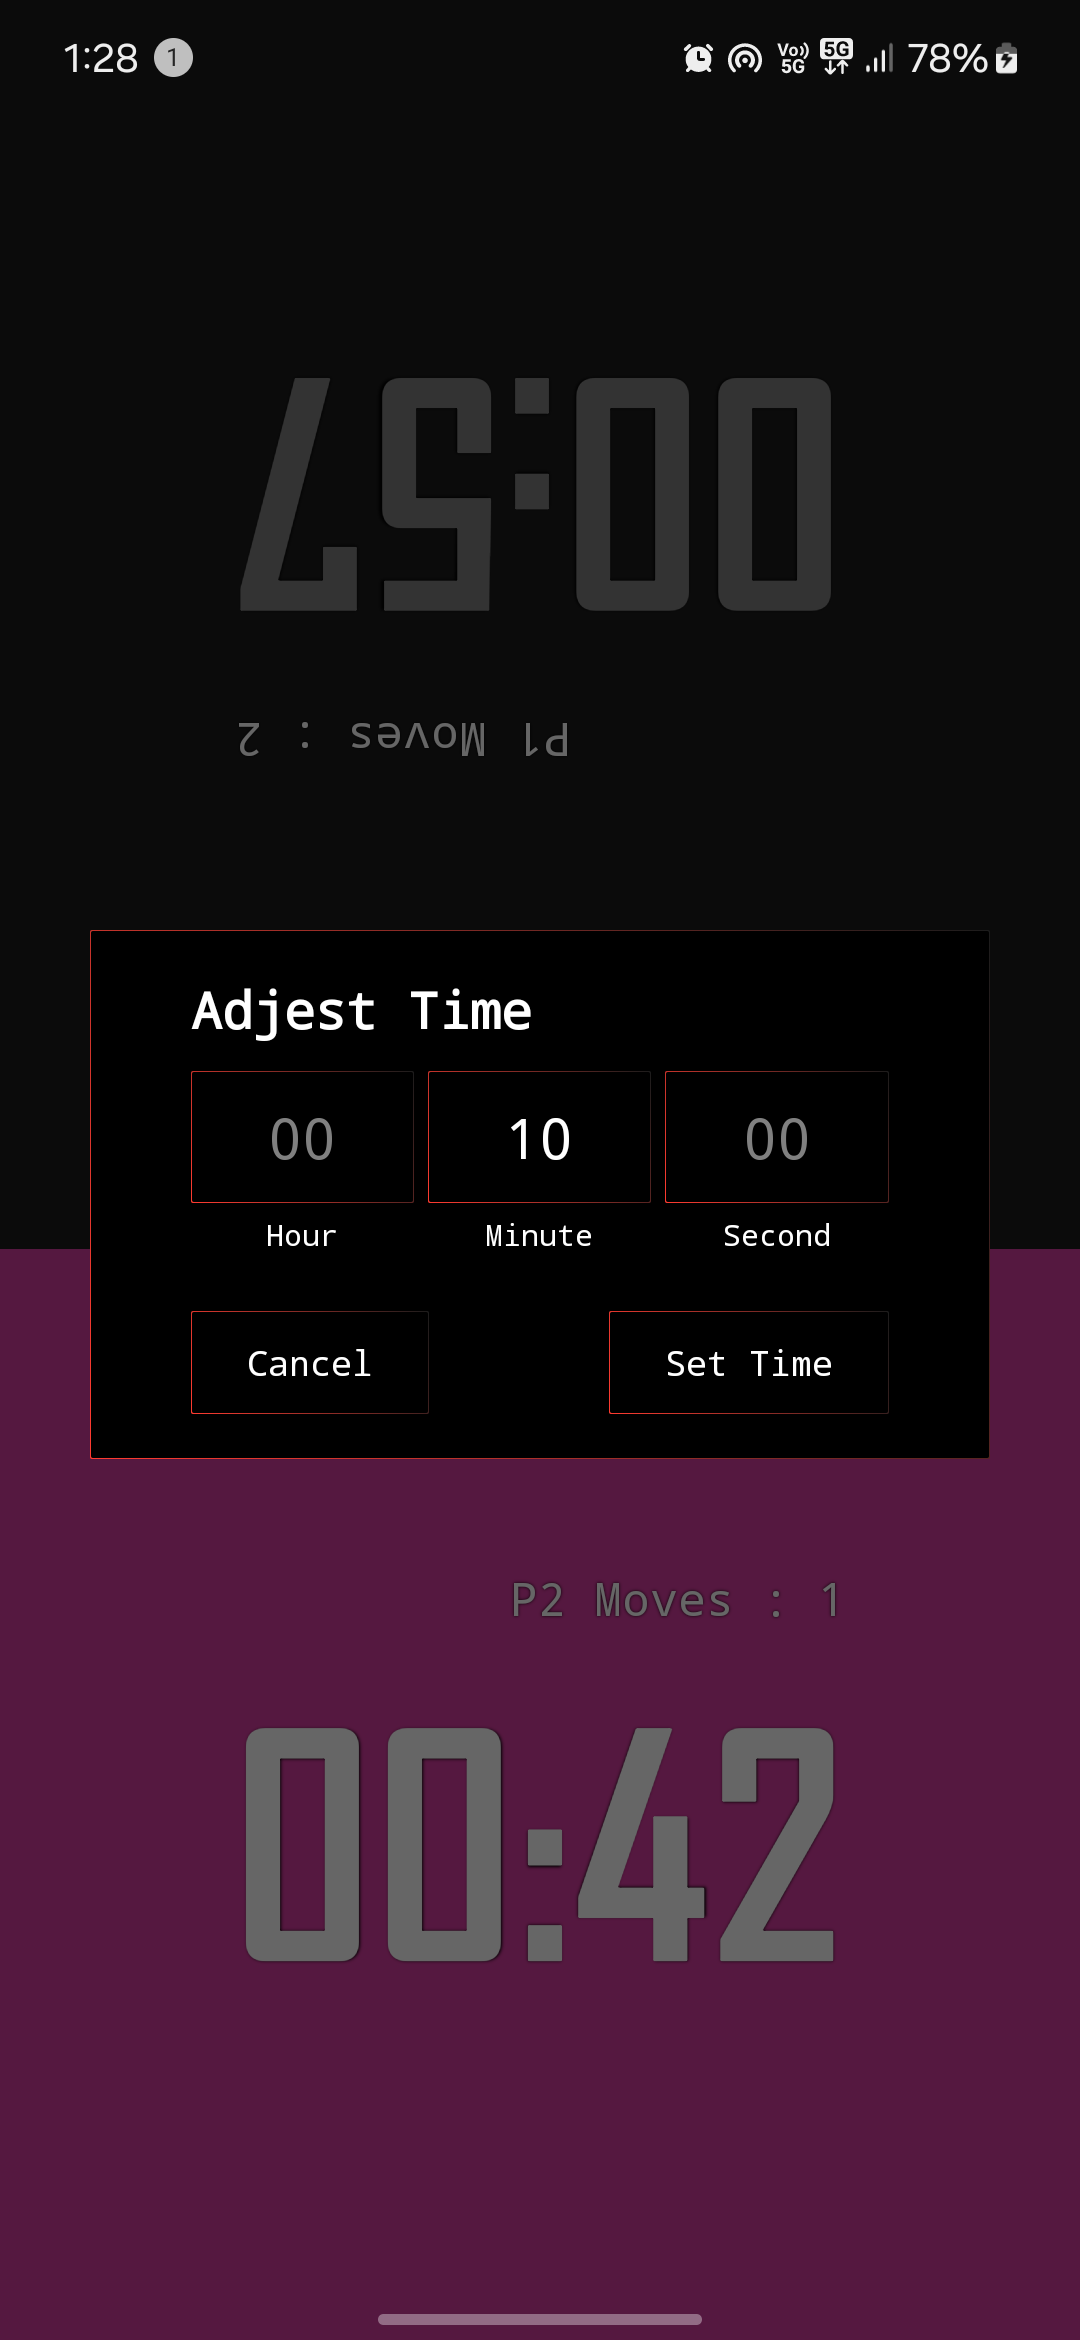 1:28 1 Vo)) 5G 5G 78%
00:57
P1 Moves : 2
Adjest Time
00 10 00
Hour Minute Second
Cancel Set Time
P2 Moves : 1
00:42